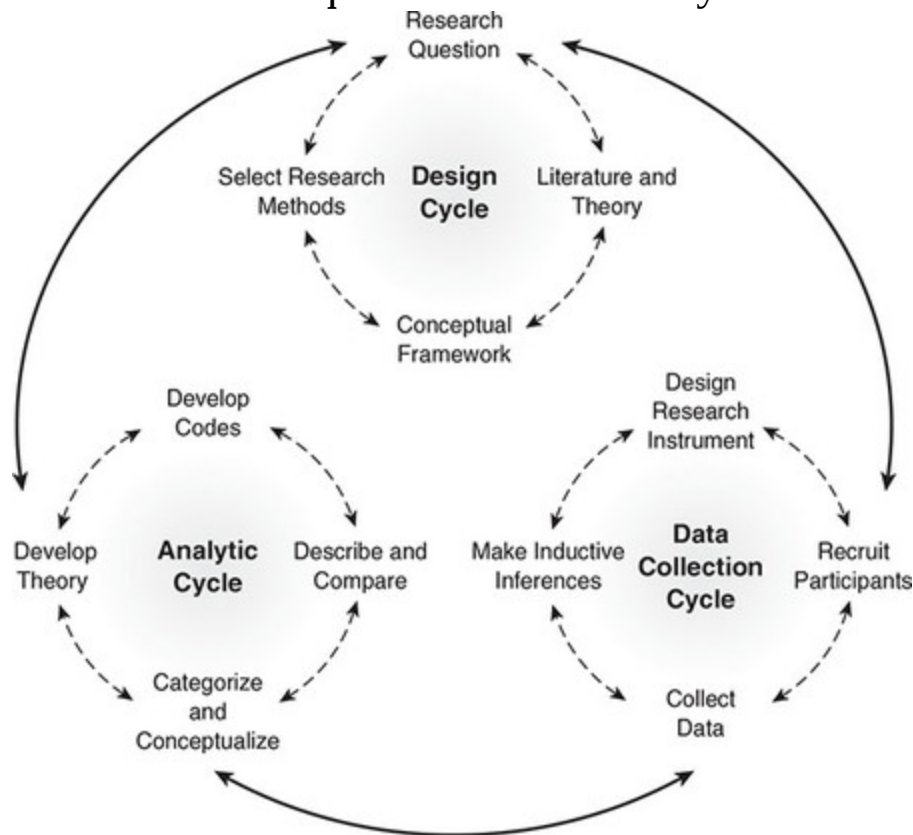 Research
Question
Select Research
Methods
Design
Cycle
Literature and
Theory
Conceptual
Framework
Develop
Codes
Develop
Theory
Analytic
Cycle
Describe and
Compare
Categorize
and
Conceptualize
Design
Research
Instrument
Make Inductive
Inferences
Data
Collection
Cycle
Recruit
Participants
Collect
Data